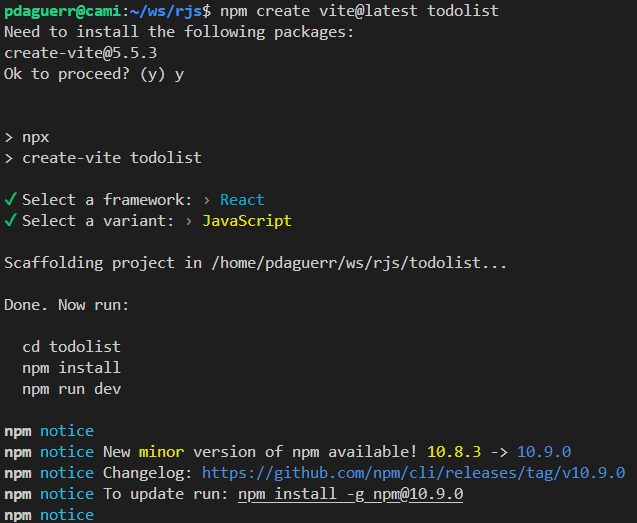 pdaguerr@cami:~/ws/rjs$ npm create vite@latest todolist
Need to install the following packages:
create-vite@5.5.3
Ok to proceed? (y) y
> npx
> create-vite todolist
✓ Select a framework: › React
✓ Select a variant: › JavaScript
Scaffolding project in /home/pdaguerr/ws/rjs/todolist...
Done. Now run:
cd todolist
npm install
npm run dev
npm notice
npm notice New minor version of npm available! 10.8.3 -> 10.9.0
npm notice Changelog: https://github.com/npm/cli/releases/tag/v10.9.0
npm notice To update run: npm install -g npm@10.9.0
npm notice